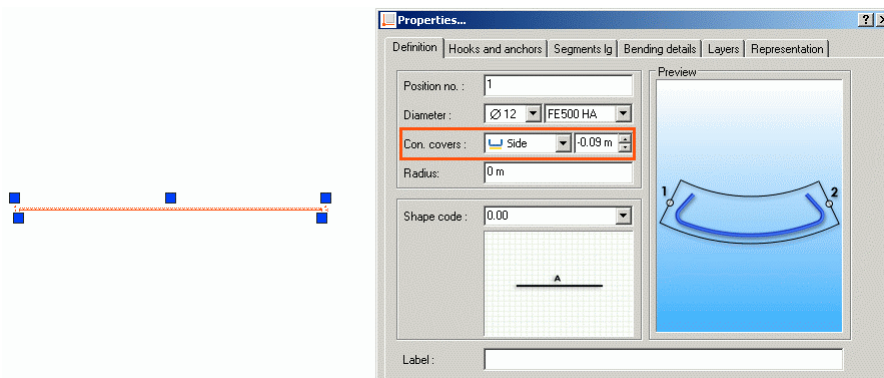 Properties...
Definition Hooks and anchors Segments lg Bending details Layers Representation
Position no. : 1
Diameter : Ø 12 FE500 HA
Con. covers : Side -0.09 m
Radius: 0 m
Shape code : 0.00
A
Label :
Preview
1 2